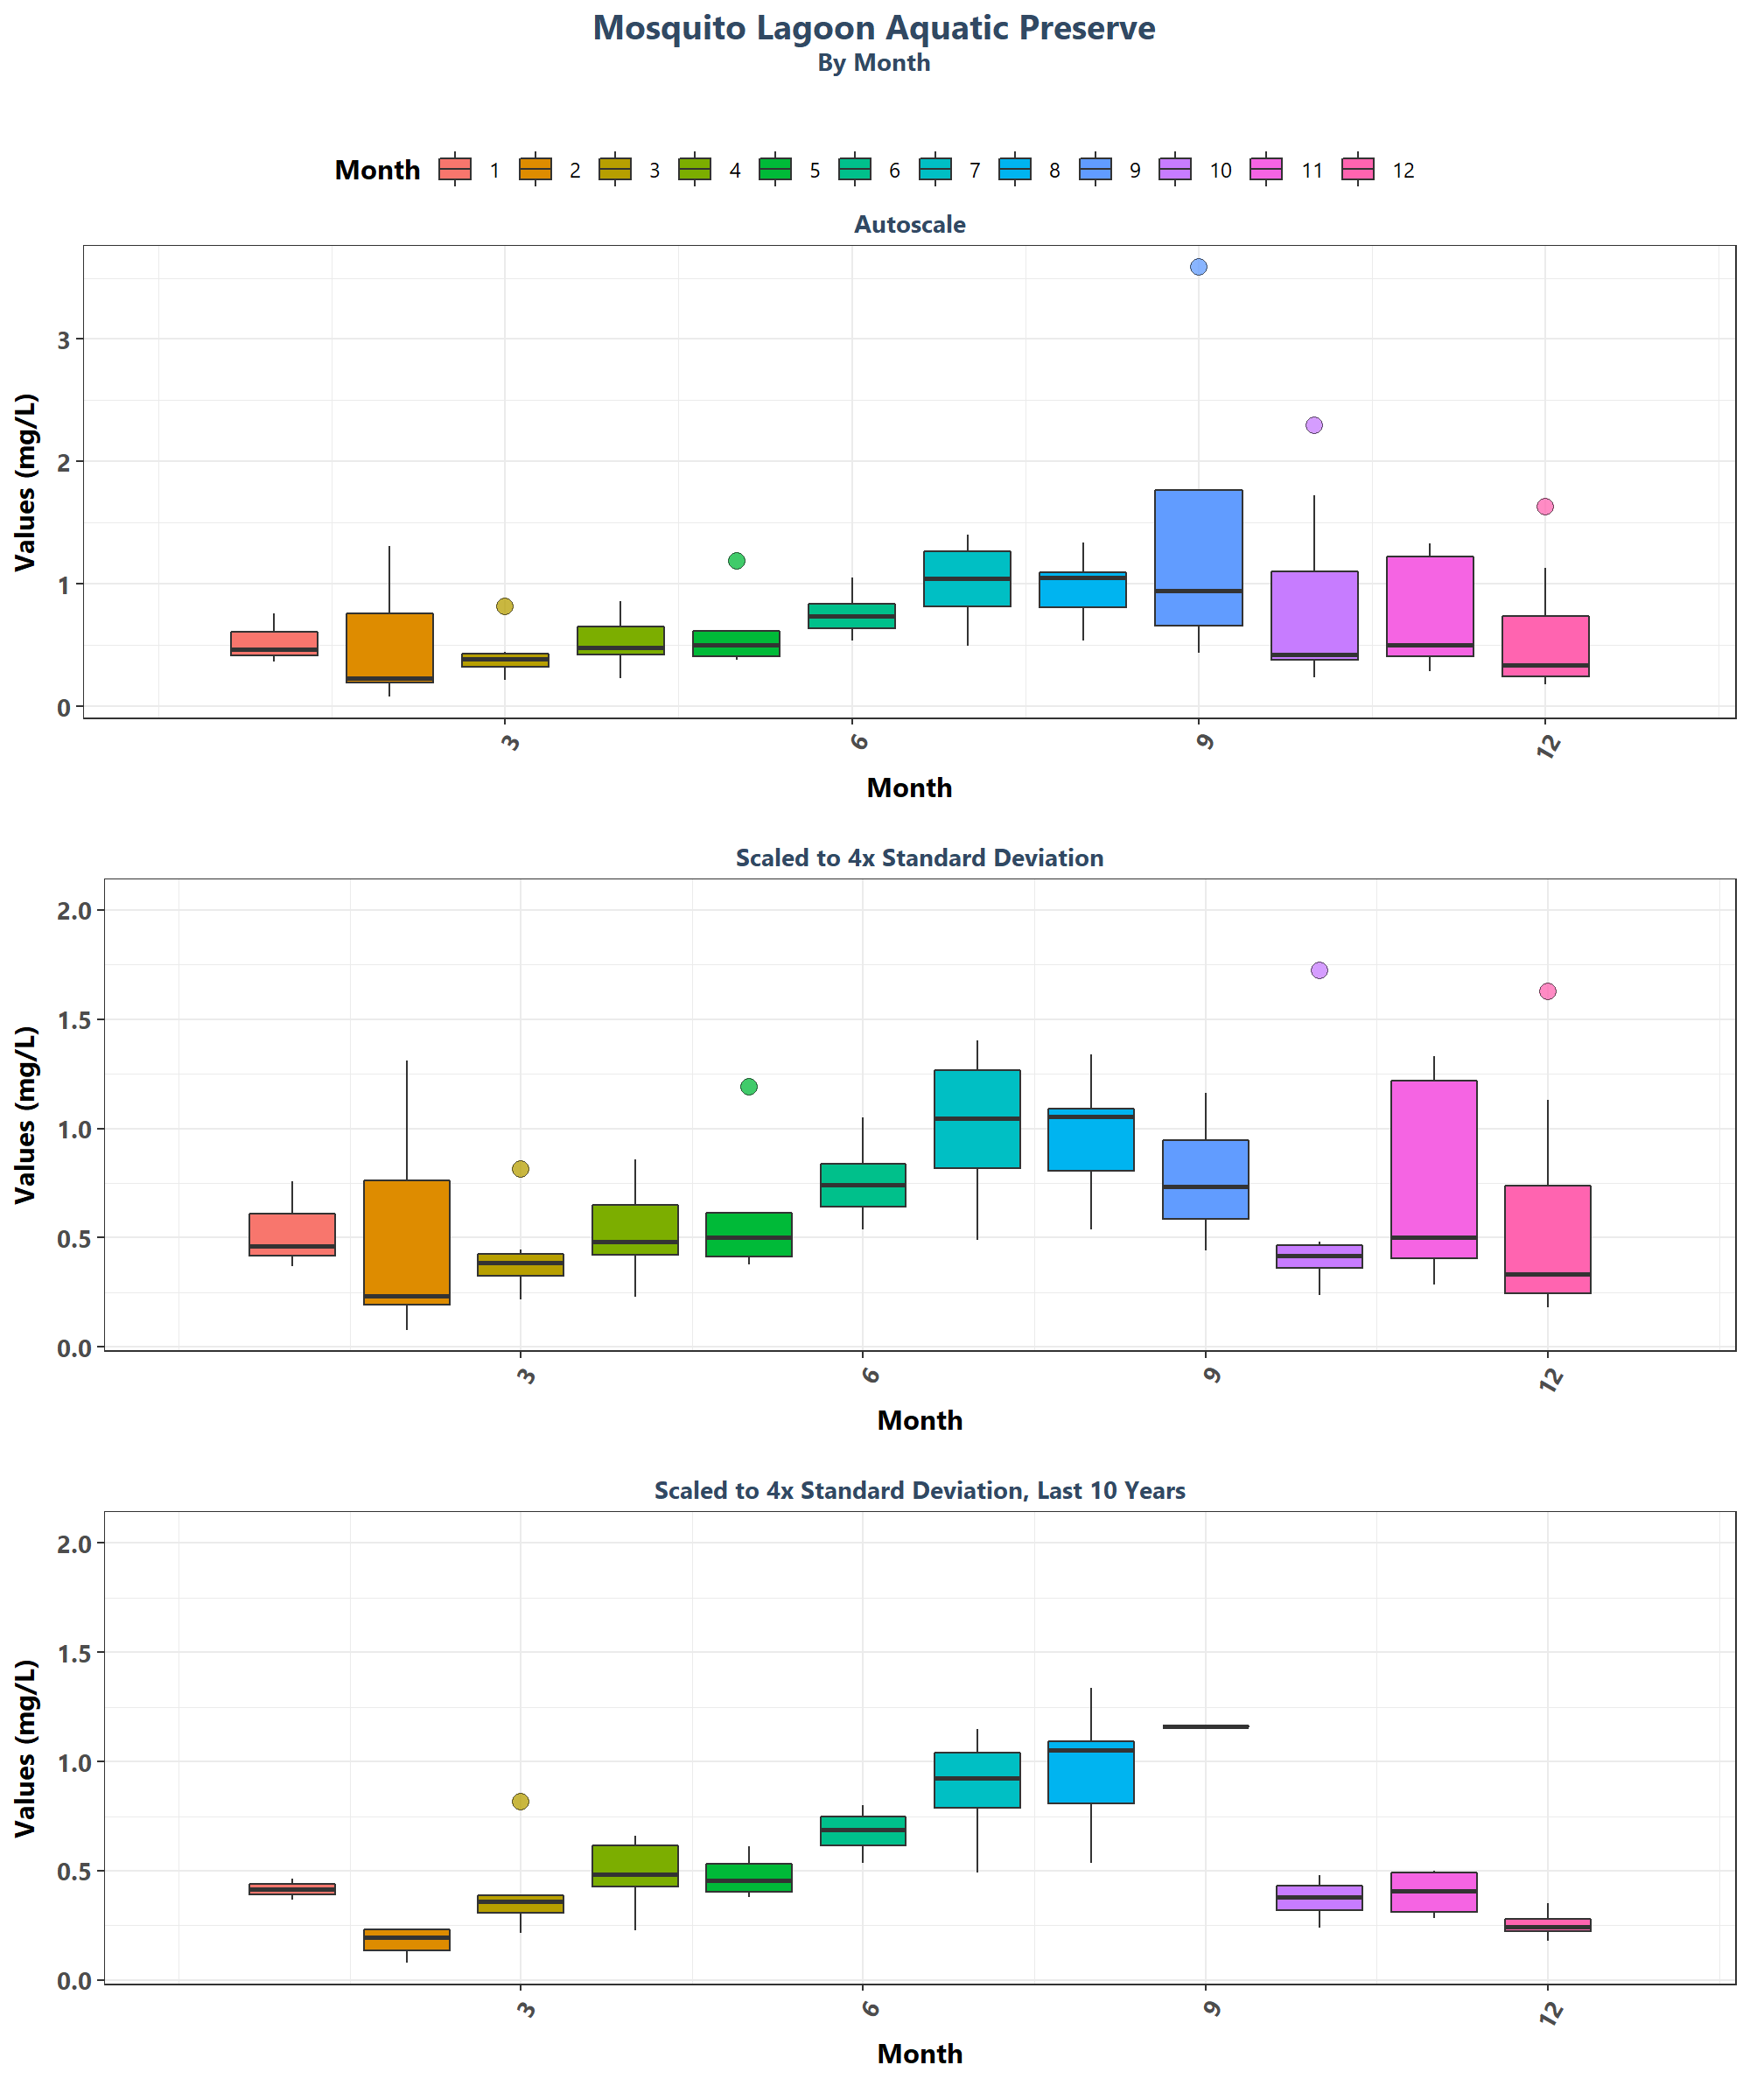 Mosquito Lagoon Aquatic Preserve
By Month
Month 1 2 3 4 5 6 7 8 9 10 11 12
Autoscale
Values (mg/L)
3
2
1
0
3 6 9 12
Month
Scaled to 4x Standard Deviation
Values (mg/L)
2.0
1.5
1.0
0.5
0.0
3 6 9 12
Month
Scaled to 4x Standard Deviation, Last 10 Years
Values (mg/L)
2.0
1.5
1.0
0.5
0.0
3 6 9 12
Month